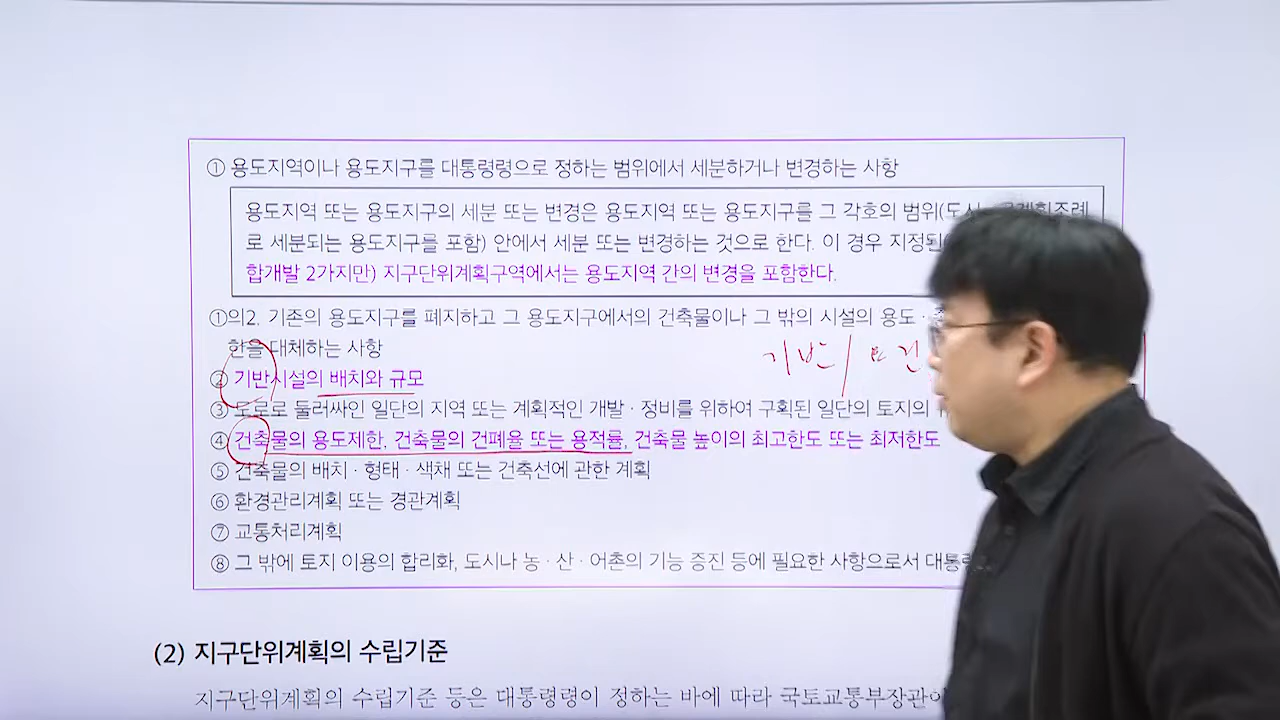 ① 용도지역이나 용도지구를 대통령령으로 정하는 범위에서 세분하거나 변경하는 사항
용도지역 또는 용도지구의 세분 또는 변경은 용도지역 또는 용도지구를 그 각호의 범위(도시
로 세분되는 용도지구를 포함) 안에서 세분 또는 변경하는 것으로 한다. 이 경우 지정된
합개발 2가지만) 지구단위계획구역에서는 용도지역 간의 변경을 포함한다.
①의2. 기존의 용도지구를 폐지하고 그 용도지구에서의 건축물이나 그 밖의 시설의 용도 ·
한을 대체하는 사항
기반
건
② 기반시설의 배치와 규모
③ 도로로 둘러싸인 일단의 지역 또는 계획적인 개발 · 정비를 위하여 구획된 일단의 토지의
④ 건축물의 용도제한, 건축물의 건폐율 또는 용적률, 건축물 높이의 최고한도 또는 최저한도
⑤ 건축물의 배치 · 형태 · 색채 또는 건축선에 관한 계획
⑥ 환경관리계획 또는 경관계획
⑦ 교통처리계획
⑧ 그 밖에 토지 이용의 합리화, 도시나 농 · 산 · 어촌의 기능 증진 등에 필요한 사항으로서
(2) 지구단위계획의 수립기준
지구단위계획의 수립기준 등은 대통령령이 정하는 바에 따라 국토교통부장관이